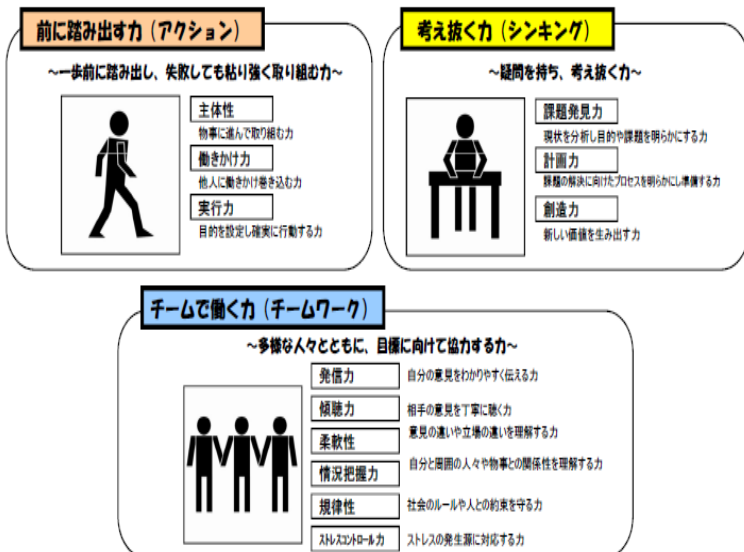 前に踏み出す力（アクション）
～一歩前に踏み出し、失敗しても粘り強く取り組む力～
主体性
物事に進んで取り組む力
働きかけ力
他人に働きかけ巻き込む力
実行力
目的を設定し確実に行動する力
考え抜く力（シンキング）
～疑問を持ち、考え抜く力～
課題発見力
現状を分析し目的や課題を明らかにする力
計画力
課題の解決に向けたプロセスを明らかにし準備する力
創造力
新しい価値を生み出す力
チームで働く力（チームワーク）
～多様な人々とともに、目標に向けて協力する力～
発信力
自分の意見をわかりやすく伝える力
傾聴力
相手の意見を丁寧に聴く力
柔軟性
意見の違いや立場の違いを理解する力
情況把握力
自分と周囲の人々や物事との関係性を理解する力
規律性
社会のルールや人との約束を守る力
ストレスコントロール力
ストレスの発生源に対応する力